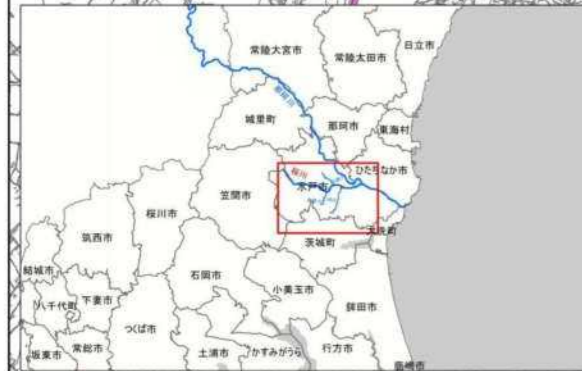 日立市
常陸大宮市
常陸太田市
那珂川
城里町
那珂市
東海村
ひたちなか市
桜川
水戸市
笠間市
桜川市
大洗町
茨城町
筑西市
結城市
石岡市
小美玉市
鉾田市
八千代町
下妻市
つくば市
坂東市
常総市
土浦市
かすみがうら
行方市